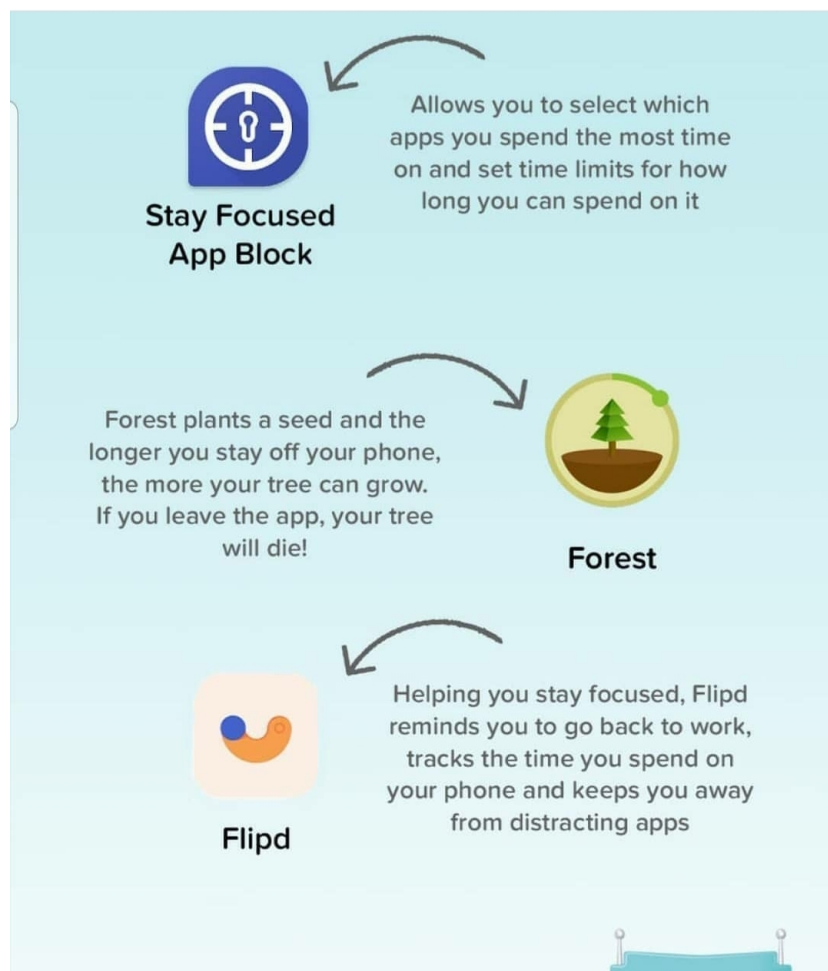 Allows you to select which
apps you spend the most time
on and set time limits for how
long you can spend on it
Stay Focused
App Block
Forest plants a seed and the
longer you stay off your phone,
the more your tree can grow.
If you leave the app, your tree
will die!
Forest
Helping you stay focused, Flipd
reminds you to go back to work,
tracks the time you spend on
your phone and keeps you away
from distracting apps
Flipd